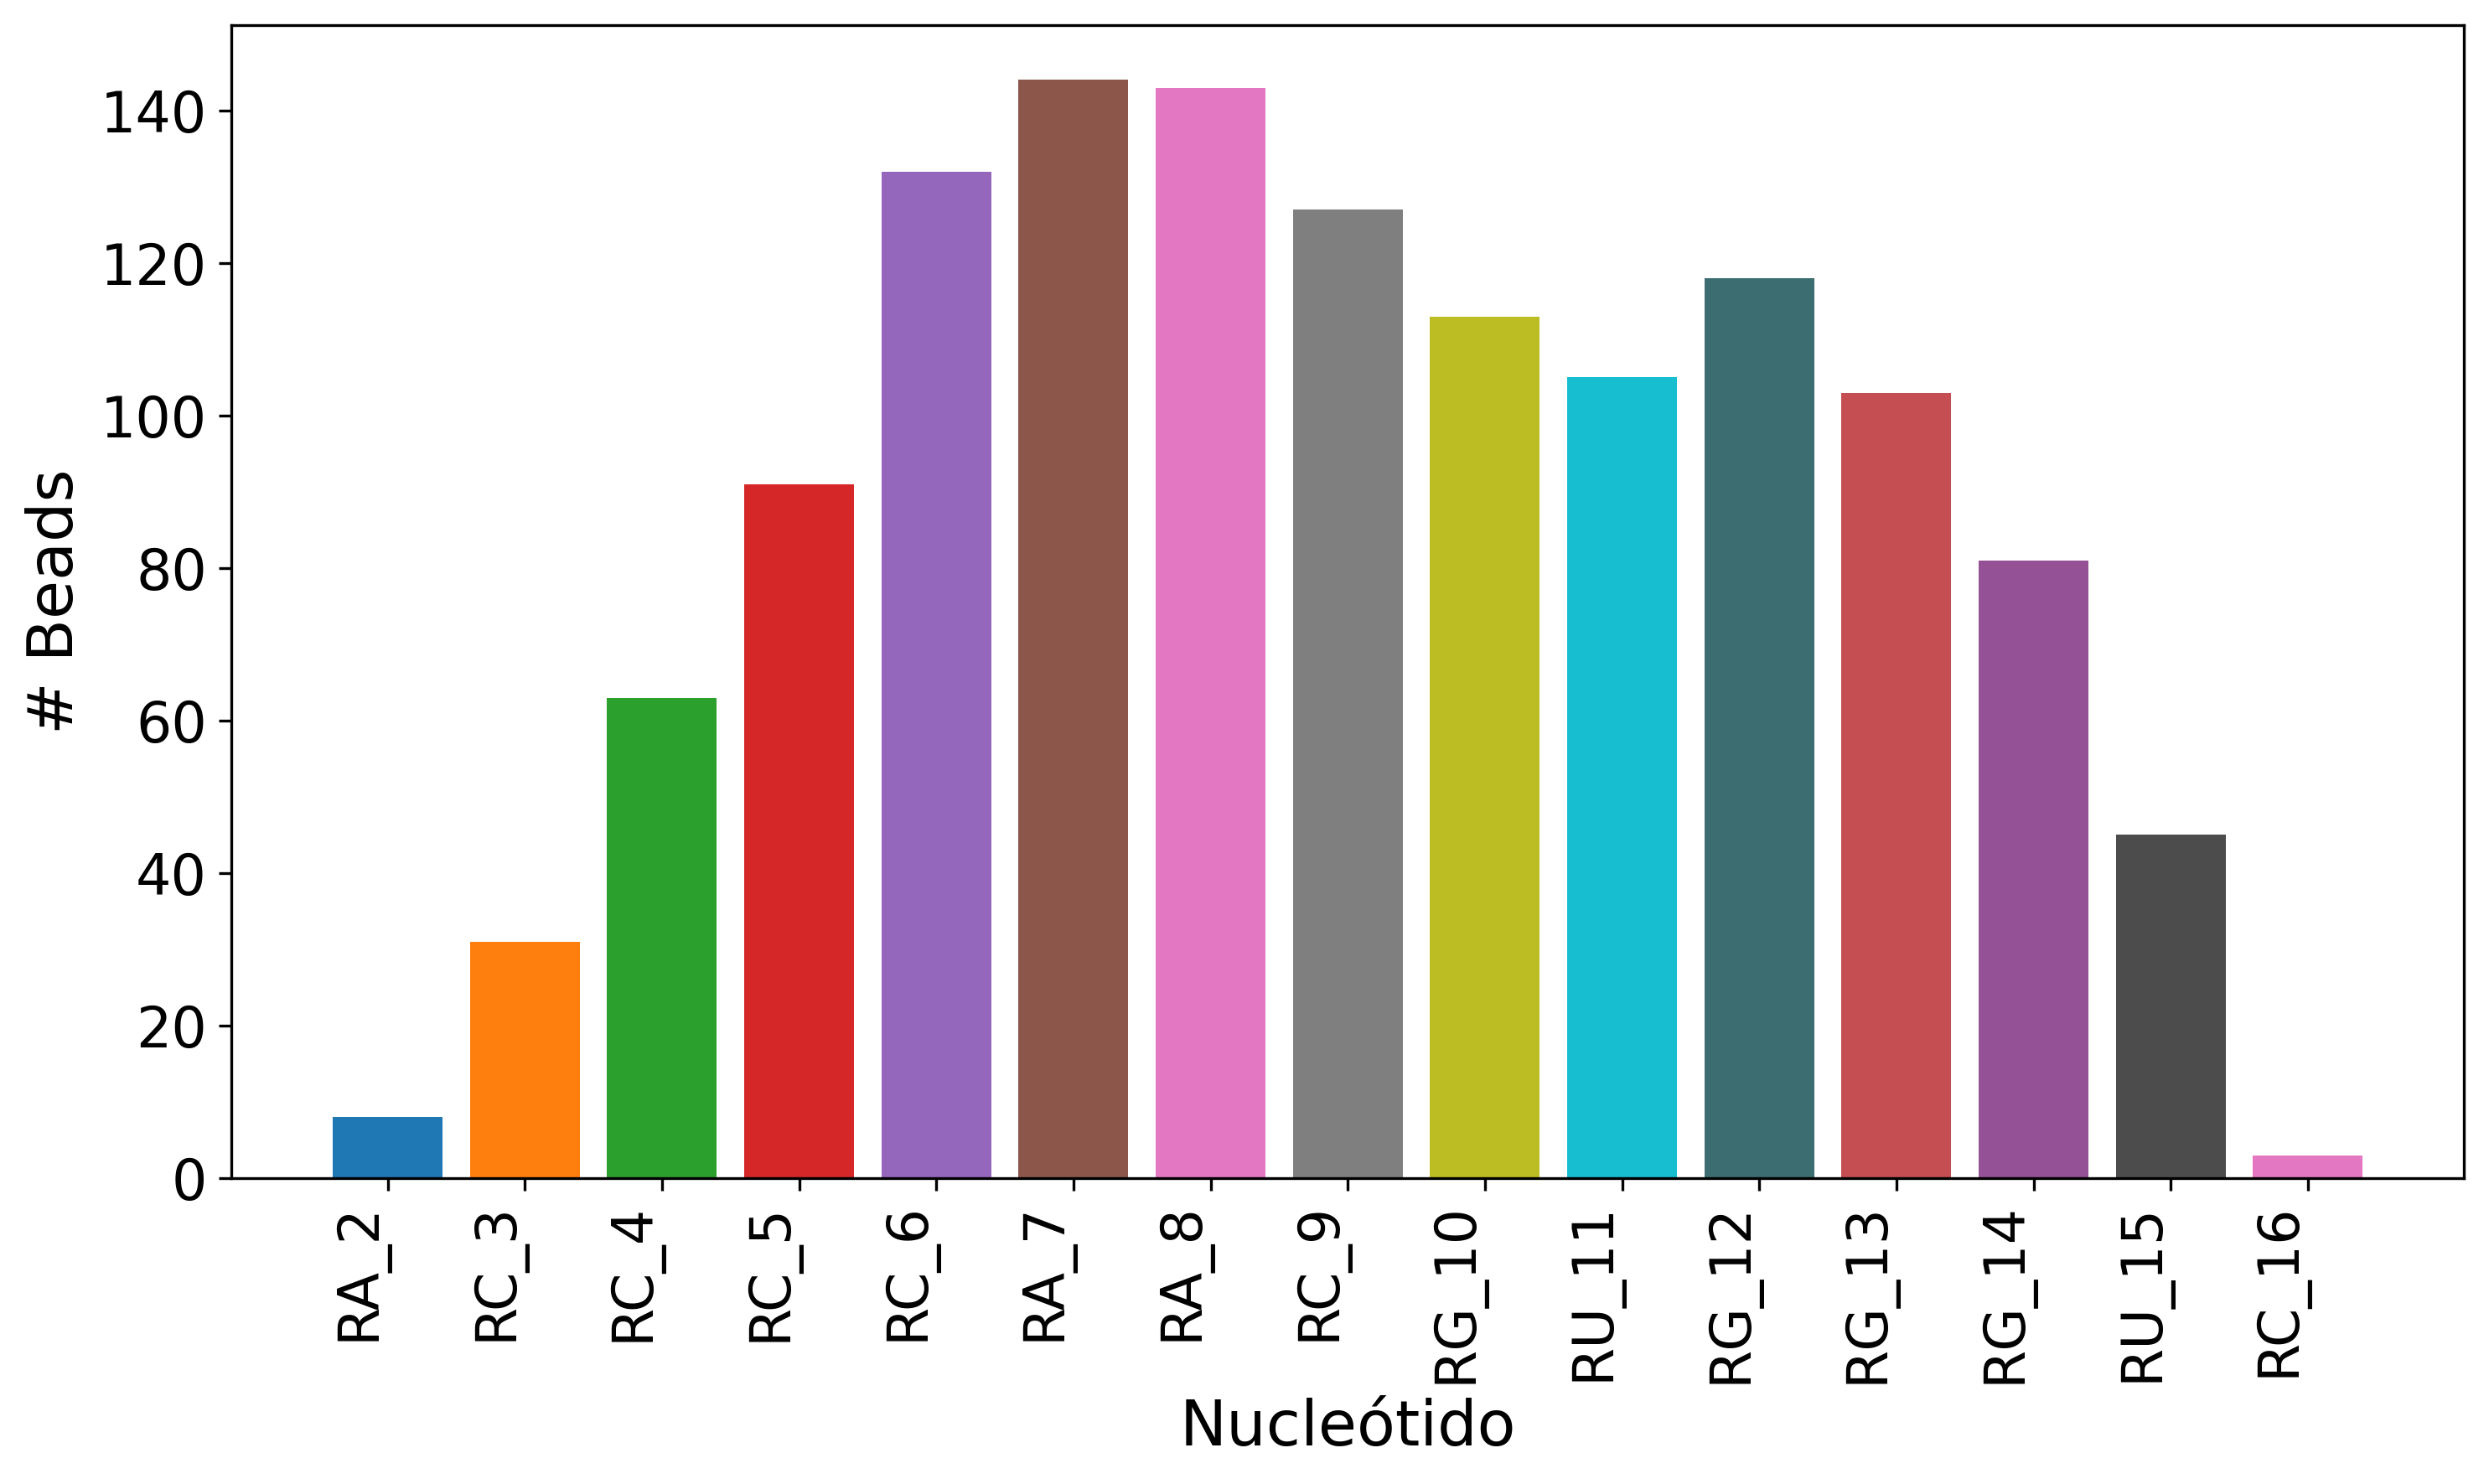 # Beads
140
120
100
80
60
40
20
0
RA_2
RC_3
RC_4
RC_5
RC_6
RA_7
RA_8
RC_9
RG_10
RU_11
RG_12
RG_13
RG_14
RU_15
RC_16
Nucleótido